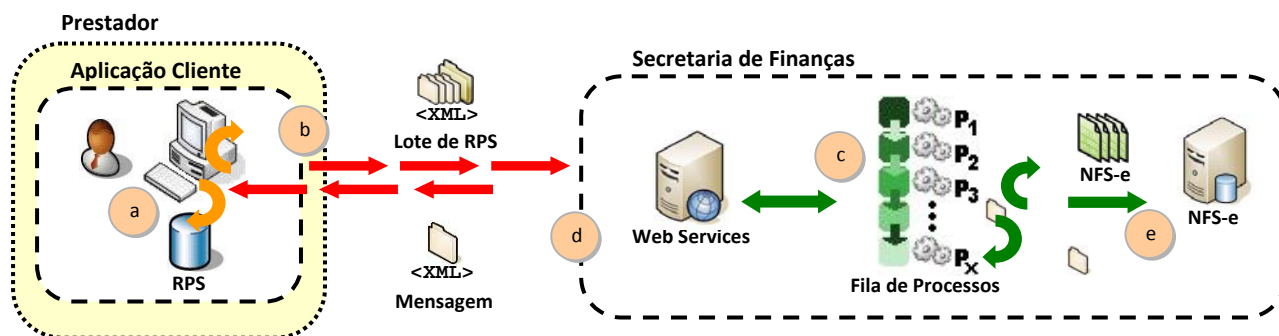 Prestador
Aplicação Cliente
a
RPS
b
<XML>
Lote de RPS
<XML>
Mensagem
Secretaria de Finanças
d
Web Services
c
P1
P2
P3
Px
Fila de Processos
NFS-e
e
NFS-e